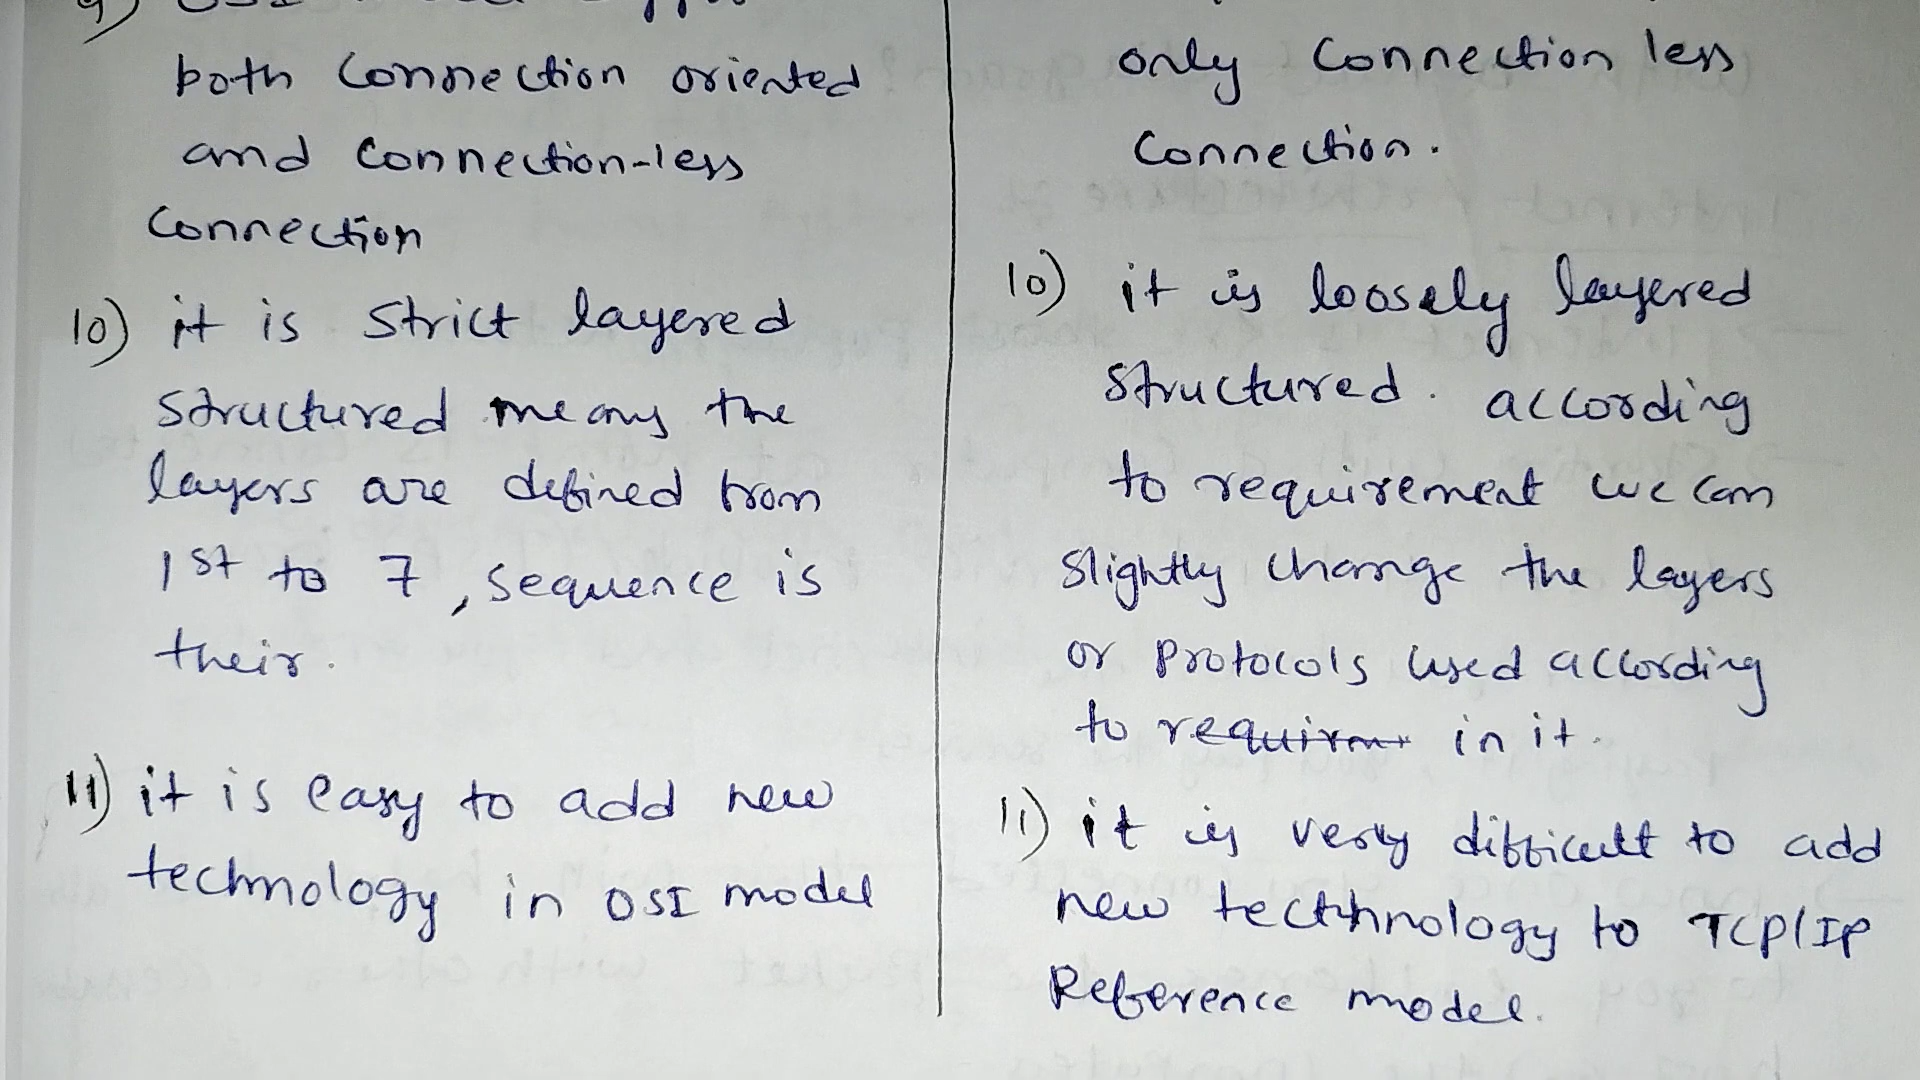 both Connection oriented
and Connection-less
Connection
10) it is Strict layered
structured means the
layers are defined from
1st to 7, sequence is
their.
11) it is easy to add new
technology in OSI model
only Connection less
Connection.
10) it is loosely layered
Structured. according
to requirement we can
slightly change the layers
or Protocols used according
to in it.
11) it is very difficult to add
new techhnology to TCP/IP
Reference model.